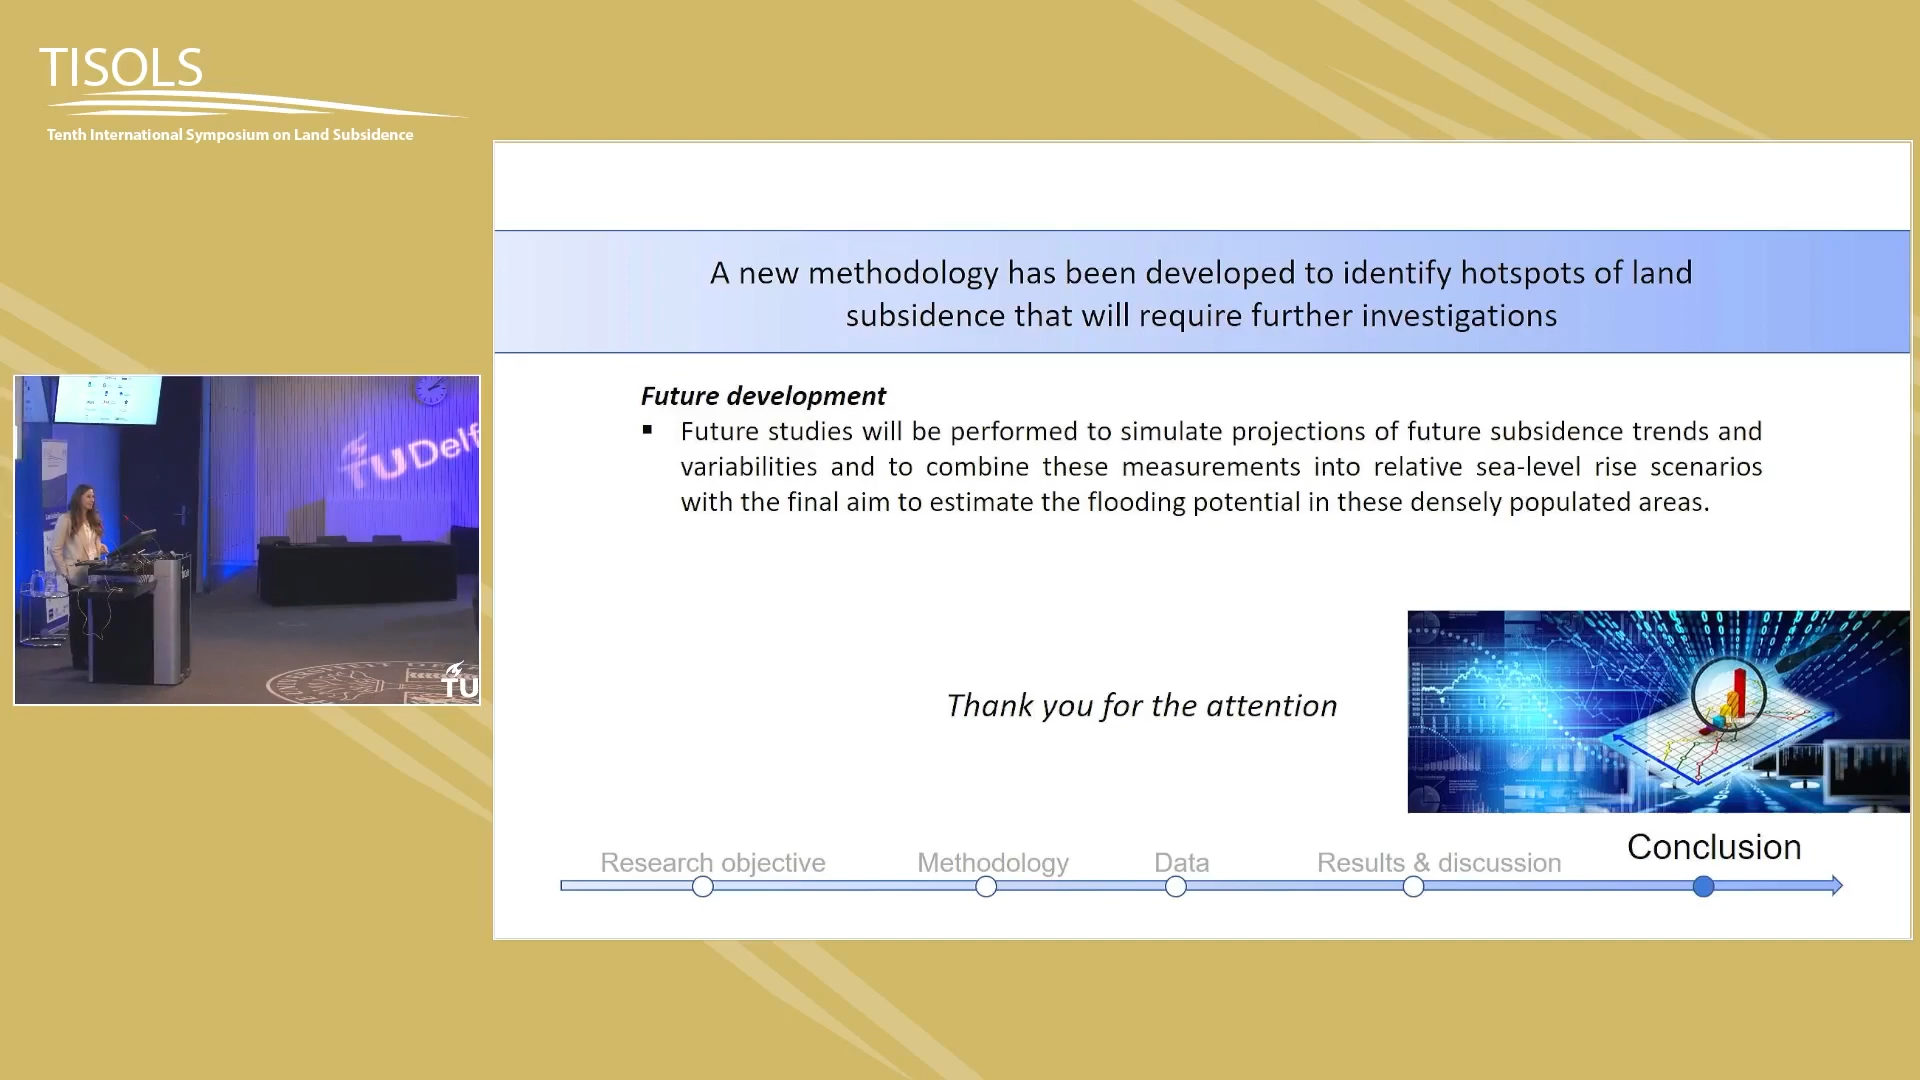 TISOLS
Tenth International Symposium on Land Subsidence
A new methodology has been developed to identify hotspots of land
subsidence that will require further investigations
Future development
▪ Future studies will be performed to simulate projections of future subsidence trends and
variabilities and to combine these measurements into relative sea-level rise scenarios
with the final aim to estimate the flooding potential in these densely populated areas.
TU Delf
TU
Thank you for the attention
Research objective
Methodology
Data
Results & discussion
Conclusion